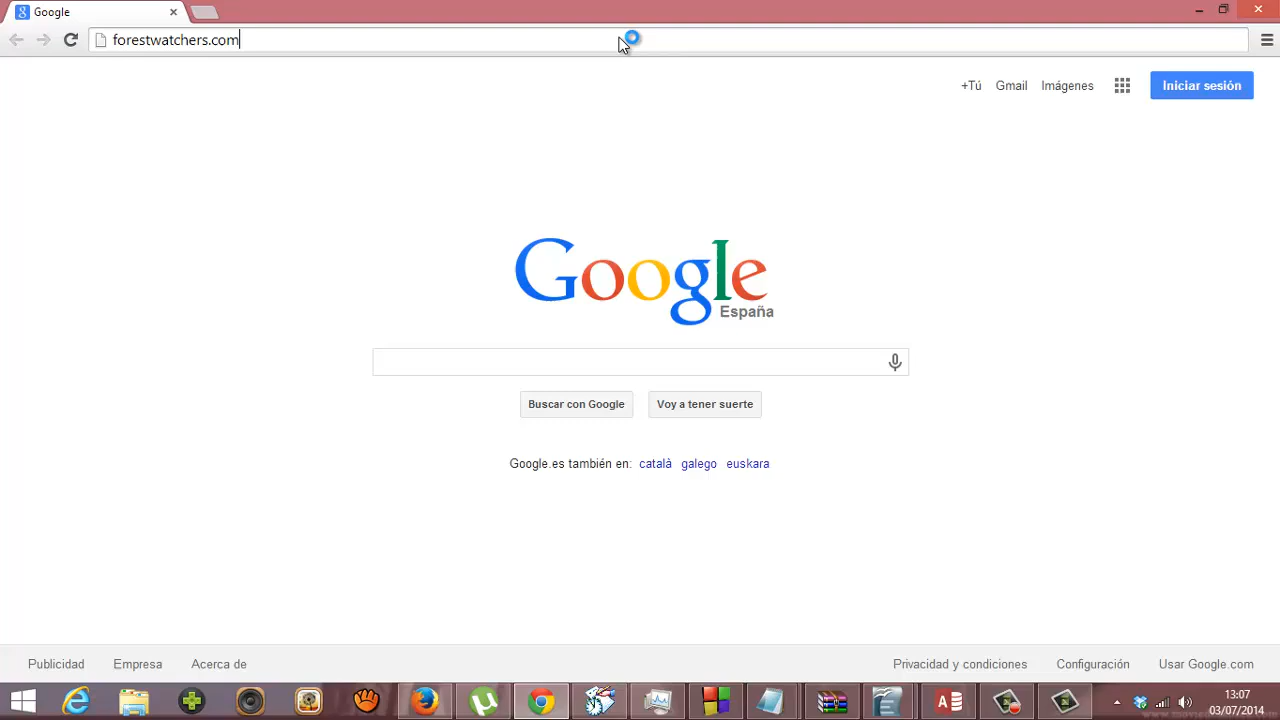 Google
forestwatchers.com
+Tú Gmail Imágenes Iniciar sesión
Google
España
Buscar con Google Voy a tener suerte
Google.es también en: català galego euskara
Publicidad Empresa Acerca de Privacidad y condiciones Configuración Usar Google.com
13:07
03/07/2014